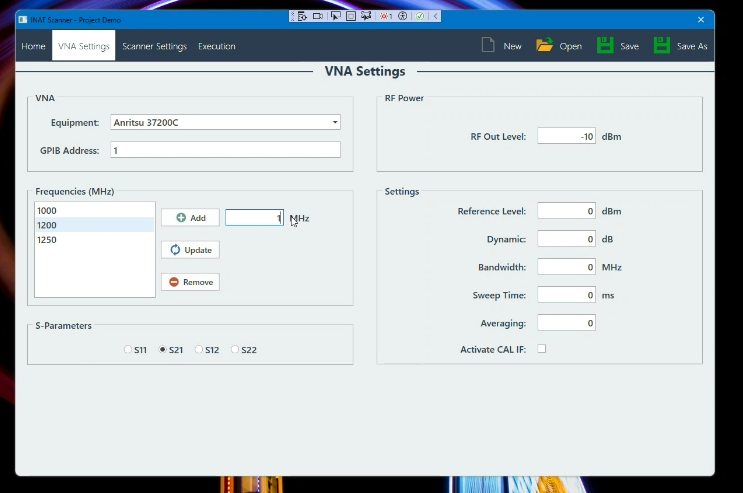 INAF Scanner - Project Demo
1
Home VNA Settings Scanner Settings Execution New Open Save Save As
VNA Settings
VNA
Equipment: Anritsu 37200C
GPIB Address: 1
RF Power
RF Out Level: -10 dBm
Frequencies (MHz)
1000
1200
1250
Add 1 MHz
Update
Remove
S-Parameters
S11 S21 S12 S22
Settings
Reference Level: 0 dBm
Dynamic: 0 dB
Bandwidth: 0 MHz
Sweep Time: 0 ms
Averaging: 0
Activate CAL IF: